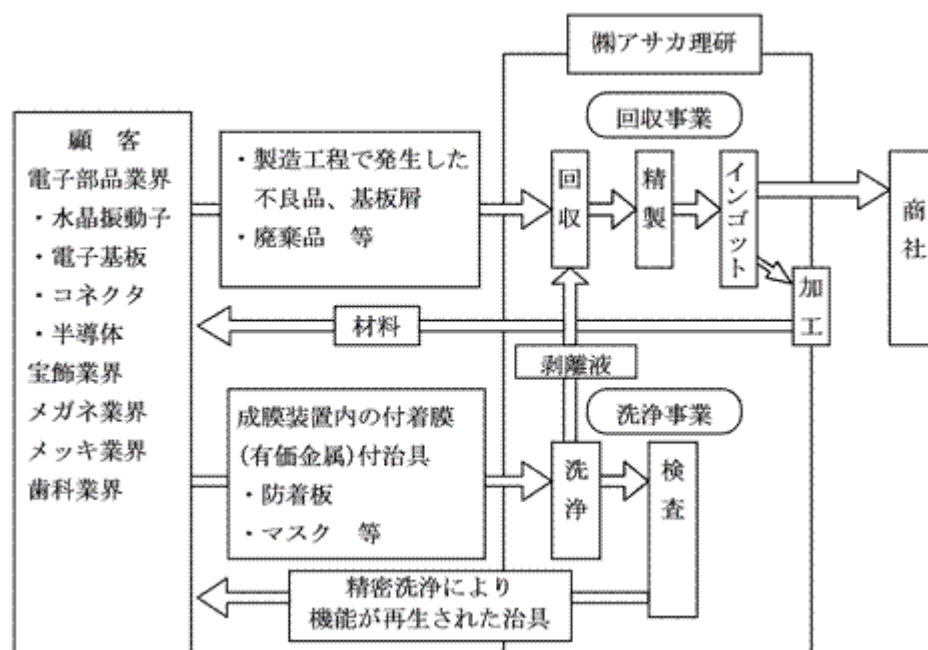 ㈱アサカ理研
顧 客
電子部品業界
・水晶振動子
・電子基板
・コネクタ
・半導体
宝飾業界
メガネ業界
メッキ業界
歯科業界
・製造工程で発生した
不良品、基板層
・廃棄品 等
回収事業
回収
精製
インゴット
商社
加工
材料
剥離液
洗浄事業
成膜装置内の付着膜
(有価金属)付治具
・防着板
・マスク 等
洗浄
検査
精密洗浄により
機能が再生された治具